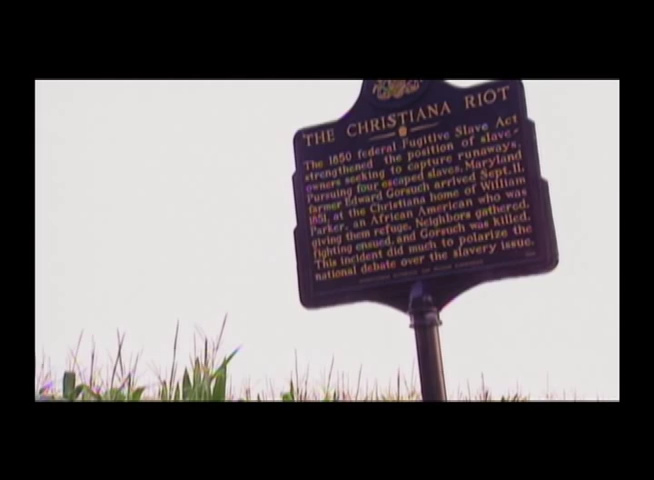 THE CHRISTIANA RIOT
The 1850 federal Fugitive Slave Act
strengthened the position of slave-
owners seeking to capture runaways.
Pursuing four escaped slaves, Maryland
farmer Edward Gorsuch arrived Sept. 11,
1851, at the Christiana home of William
Parker, an African American who was
giving them refuge. Neighbors gathered,
fighting ensued, and Gorsuch was killed.
This incident did much to polarize the
national debate over the slavery issue.